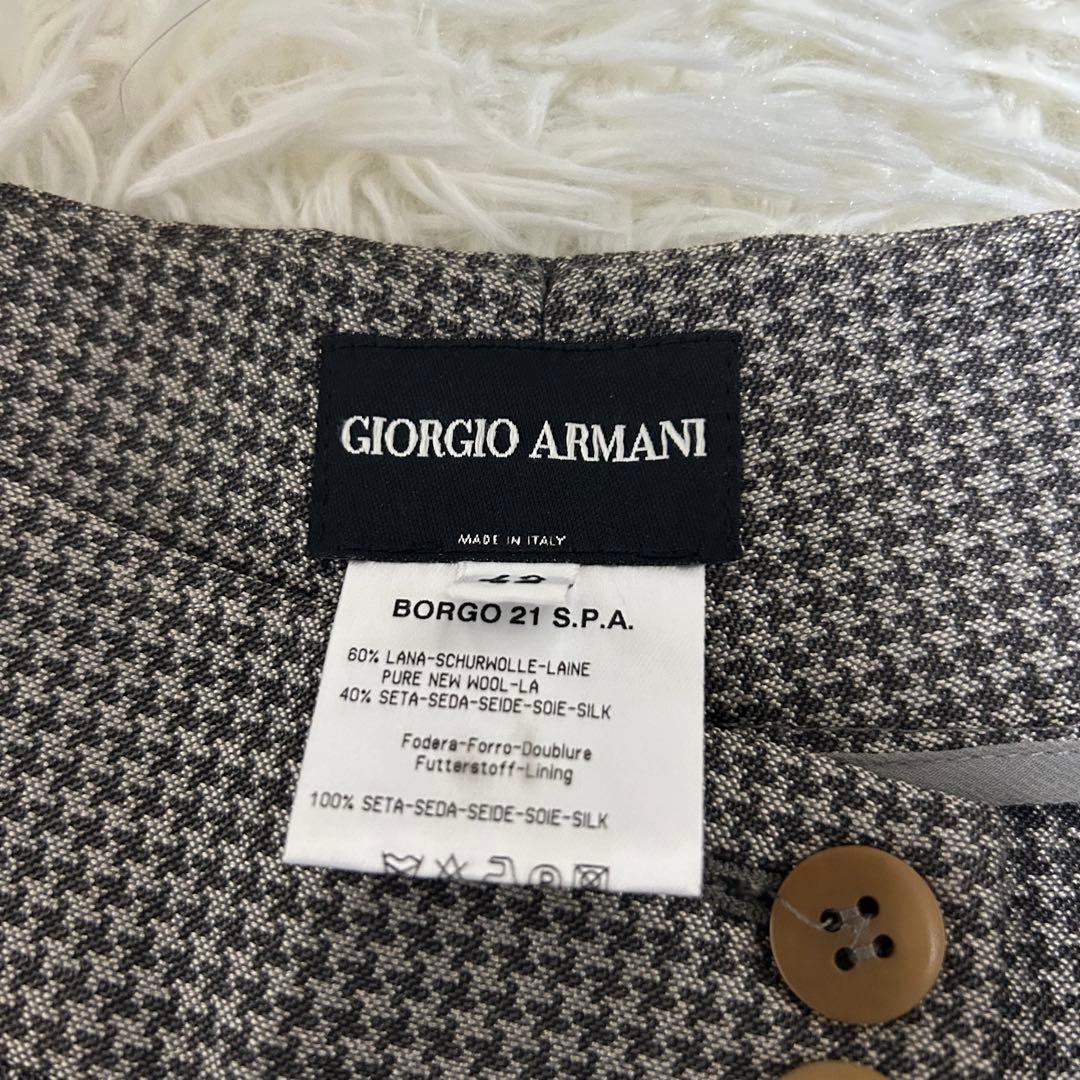 GIORGIO ARMANI
MADE IN ITALY
BORGO 21 S.P.A.
60% LANA-SCHURWOLLE-LAINE
PURE NEW WOOL-LA
40% SETA-SEDA-SEIDE-SOIE-SILK
Fodera-Forro-Doublure
Futterstoff-Lining
100% SETA-SEDA-SEIDE-SOIE-SILK